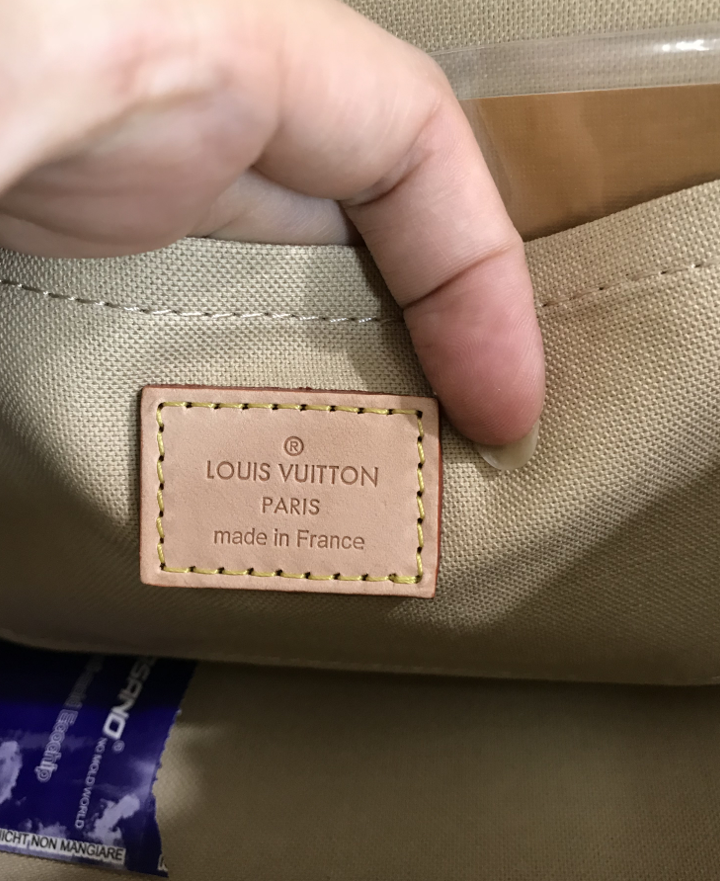 ®
LOUIS VUITTON
PARIS
made in France
NO MOLD WORLD
NON MANGIARE